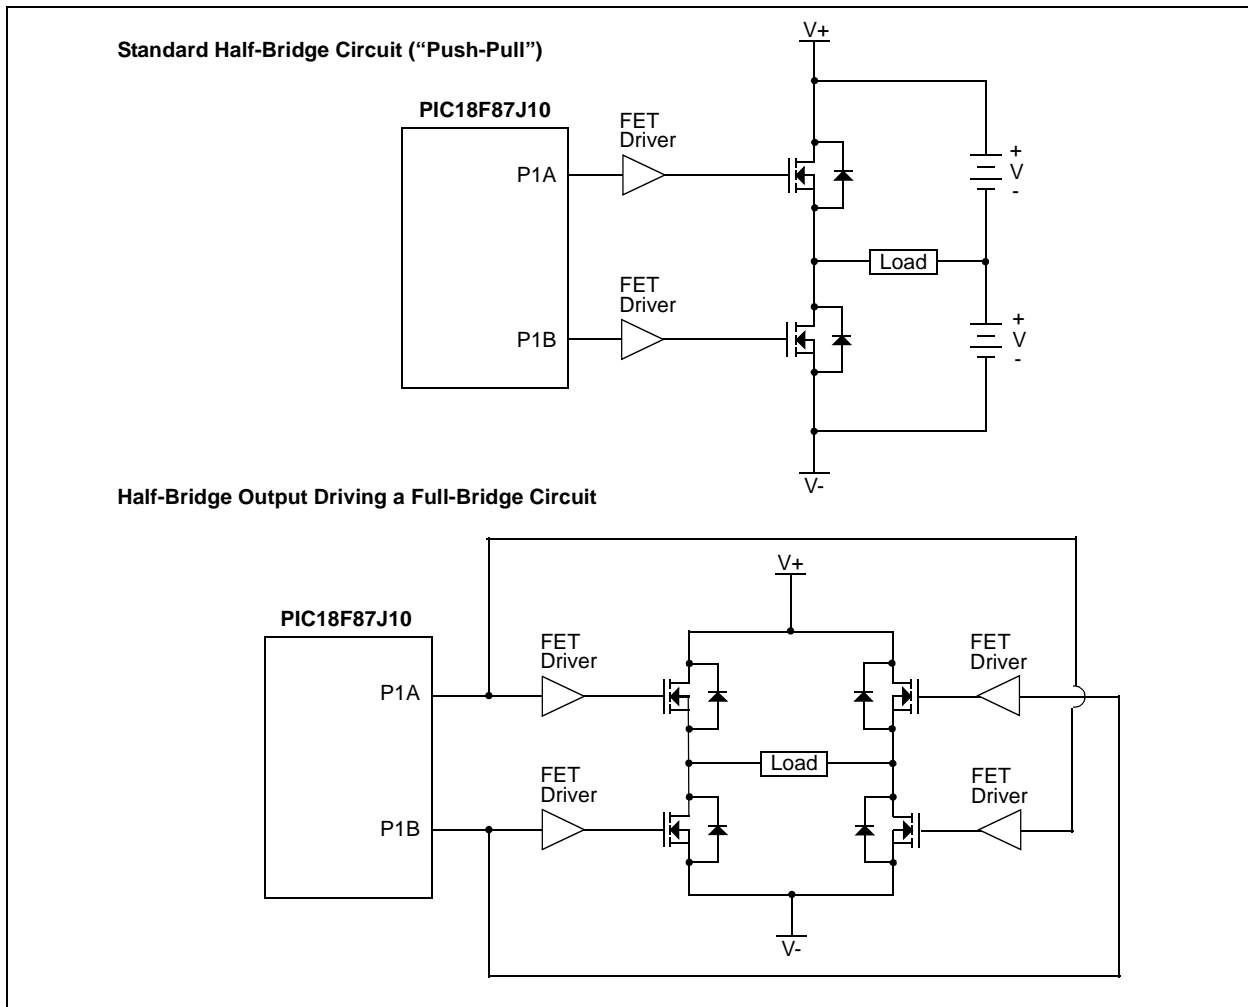 Standard Half-Bridge Circuit (“Push-Pull”)
V+
PIC18F87J10
FET
Driver
P1A
+
V
-
Load
FET
Driver
P1B
+
V
-
V-
Half-Bridge Output Driving a Full-Bridge Circuit
V+
PIC18F87J10
FET
Driver
FET
Driver
P1A
Load
FET
Driver
FET
Driver
P1B
V-